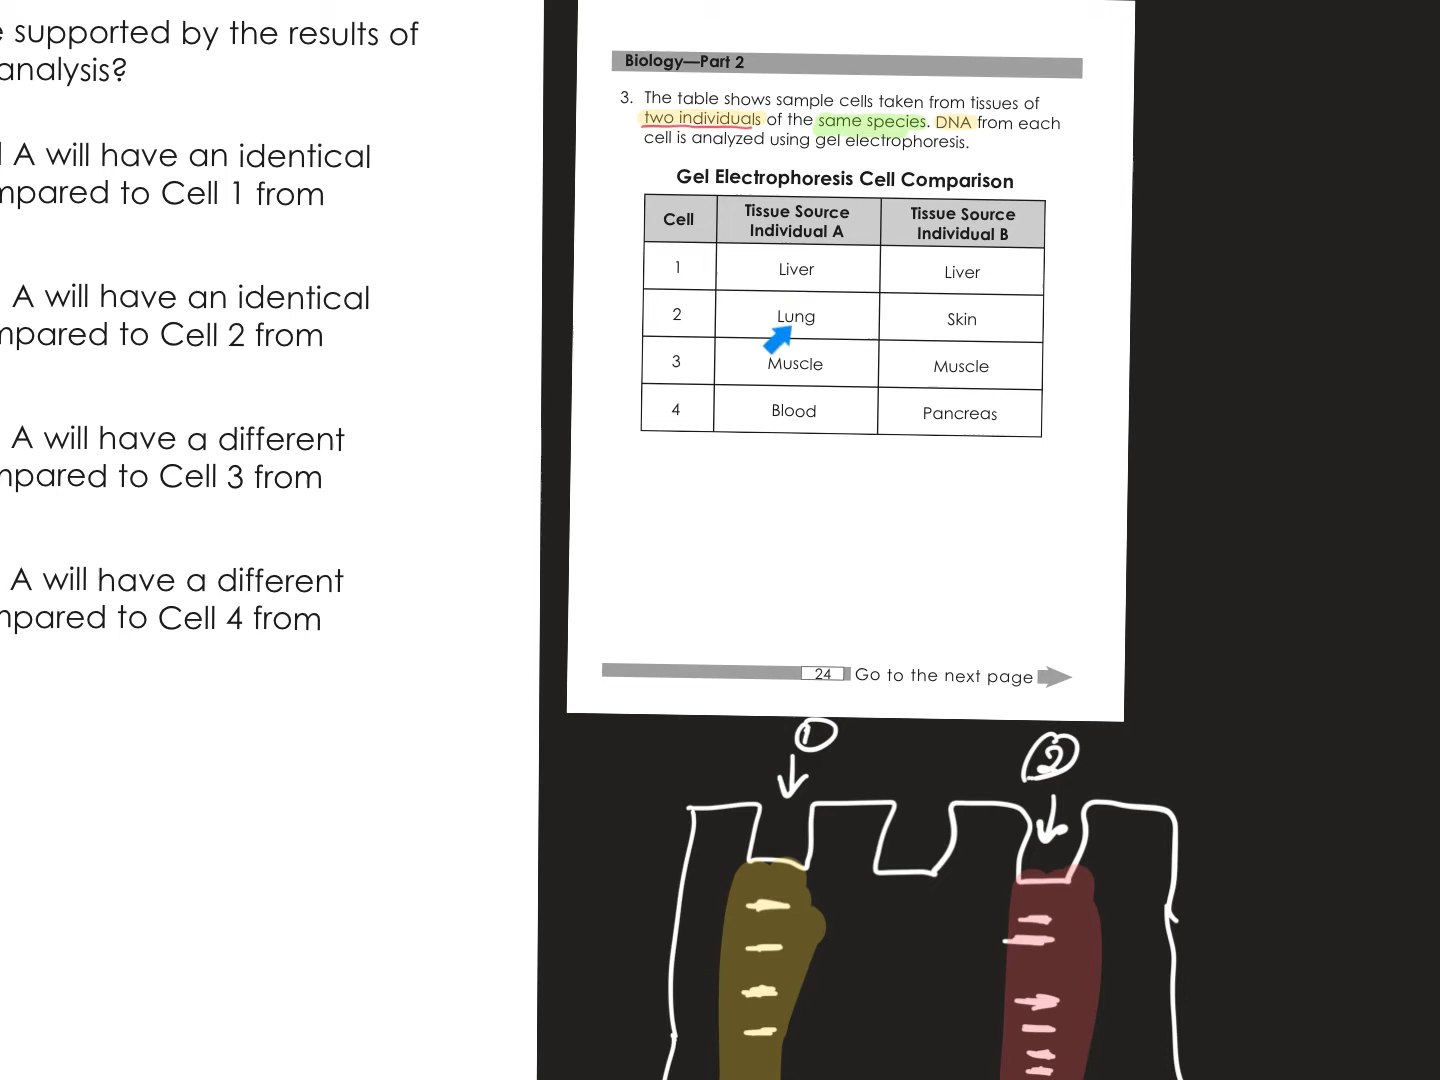 supported by the results of
analysis?
A will have an identical
compared to Cell 1 from
A will have an identical
compared to Cell 2 from
A will have a different
compared to Cell 3 from
A will have a different
compared to Cell 4 from
Biology—Part 2
3. The table shows sample cells taken from tissues of
two individuals of the same species. DNA from each
cell is analyzed using gel electrophoresis.
Gel Electrophoresis Cell Comparison
Cell
Tissue Source
Individual A
Tissue Source
Individual B
1 Liver Liver
2 Lung Skin
3 Muscle Muscle
4 Blood Pancreas
24 Go to the next page
1
2